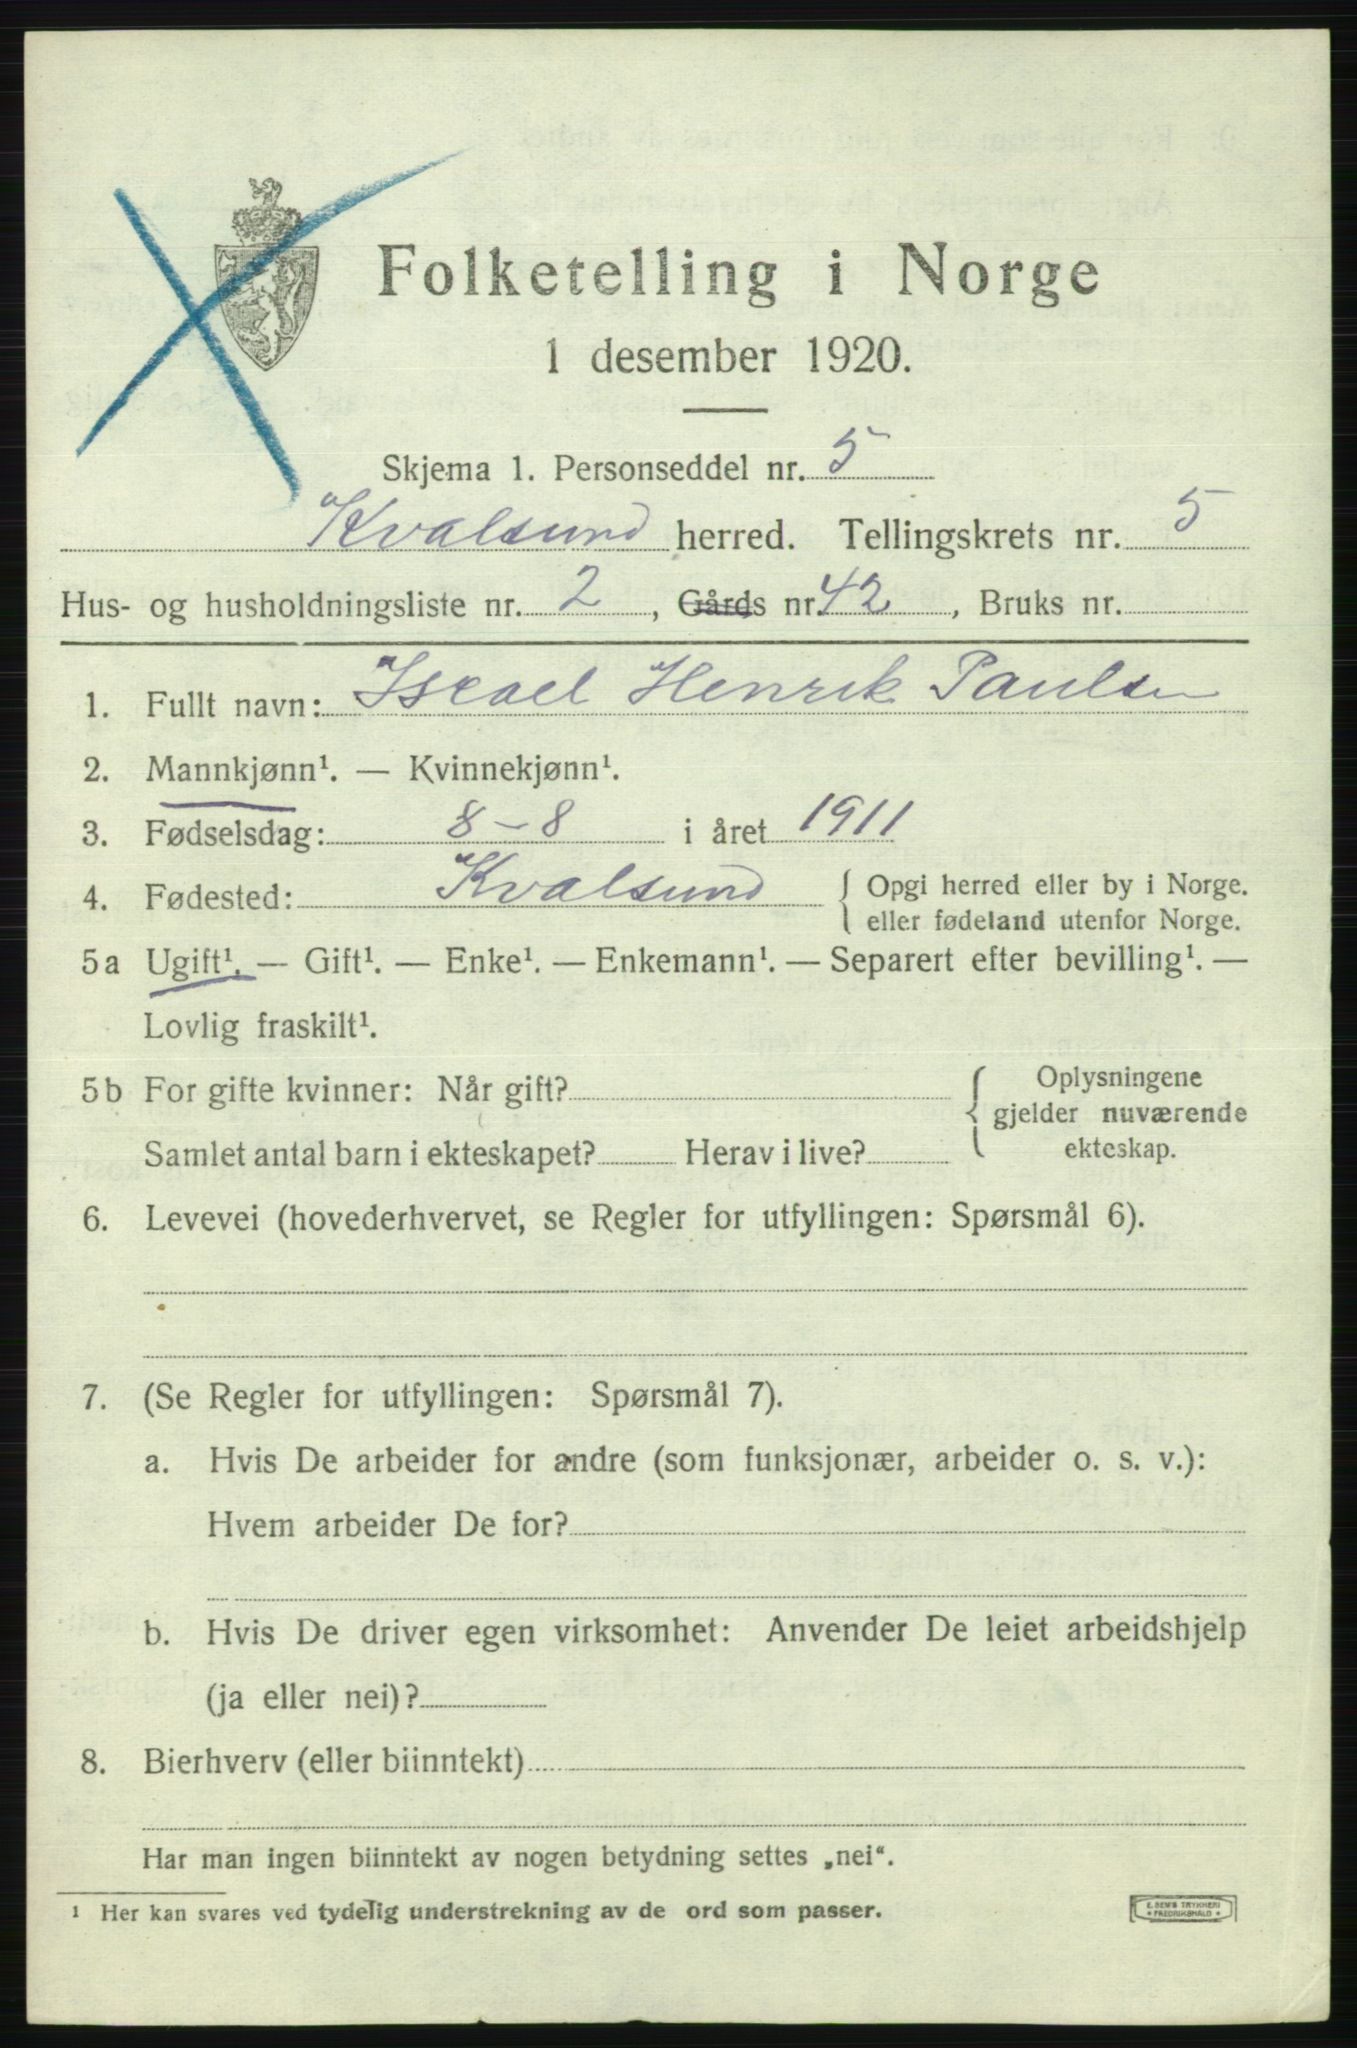 Folketelling i Norge
1 desember 1920.
Skjema 1. Personseddel nr. 5
Kvalsund herred. Tellingskrets nr. 5
Hus- og husholdningsliste nr. 2, Gårds nr. 42, Bruks nr.
1. Fullt navn: Israel Henrik Paulsen
2. Mannkjønn¹. — Kvinnekjønn¹.
3. Fødselsdag: 8-8 i året 1911
4. Fødested: Kvalsund { Opgi herred eller by i Norge.
eller fødeland utenfor Norge.
5a Ugift¹. — Gift¹. — Enke¹. — Enkemann¹. — Separert efter bevilling¹. —
Lovlig fraskilt¹.
5b For gifte kvinner: Når gift? { Oplysningene
gjelder nuværende
Samlet antal barn i ekteskapet? Herav i live? ekteskap.
6. Levevei (hovederhvervet, se Regler for utfyllingen: Spørsmål 6).
7. (Se Regler for utfyllingen: Spørsmål 7).
a. Hvis De arbeider for andre (som funksjonær, arbeider o. s. v.):
Hvem arbeider De for?
b. Hvis De driver egen virksomhet: Anvender De leiet arbeidshjelp
(ja eller nei)?
8. Bierhverv (eller biinntekt)
Har man ingen biinntekt av nogen betydning settes „nei“.
¹ Her kan svares ved tydelig understrekning av de ord som passer.
E. SEM'S TRYKKERI
* FREDRIKSHALD *